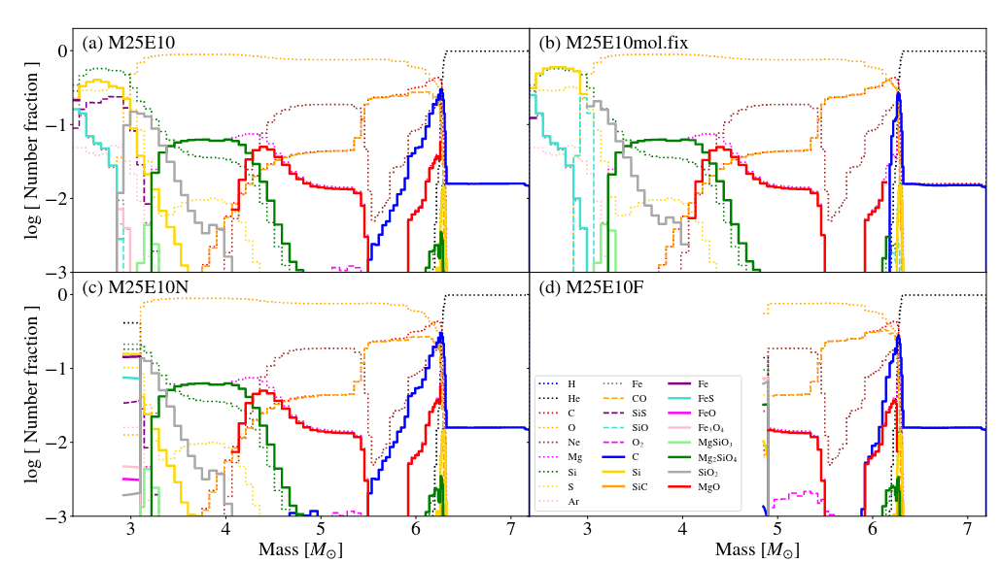 (a) M25E10
(b) M25E10mol.fix
0
−1
−2
−3
log [ Number fraction ]
(c) M25E10N
(d) M25E10F
0
−1
−2
−3
log [ Number fraction ]
H
He
C
O
Ne
Mg
Si
S
Ar
Fe
CO
SiS
SiO
O₂
C
Si
SiC
Fe
FeS
FeO
Fe₃O₄
MgSiO₃
Mg₂SiO₄
SiO₂
MgO
3 4 5 6 7
3 4 5 6 7
Mass [M⊙]
Mass [M⊙]